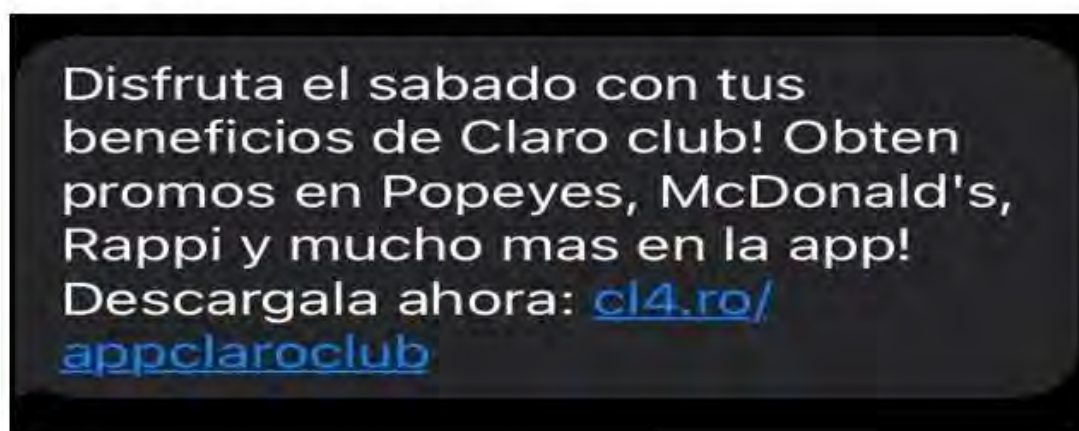 Disfruta el sabado con tus
beneficios de Claro club! Obten
promos en Popeyes, McDonald's,
Rappi y mucho mas en la app!
Descargala ahora: cl4.ro/
appclaroclub